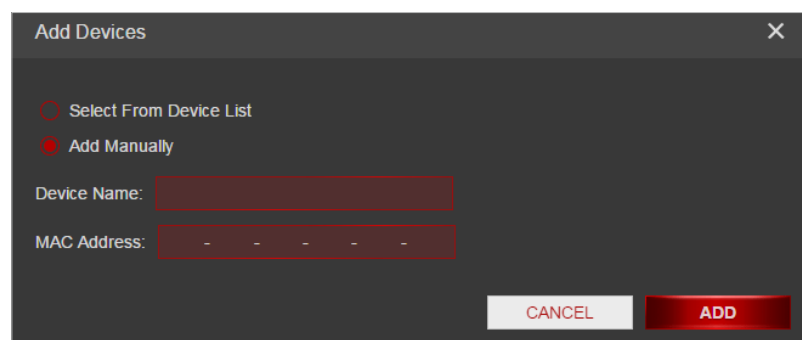 Add Devices
Select From Device List
Add Manually
Device Name:
MAC Address: - - - - -
CANCEL ADD